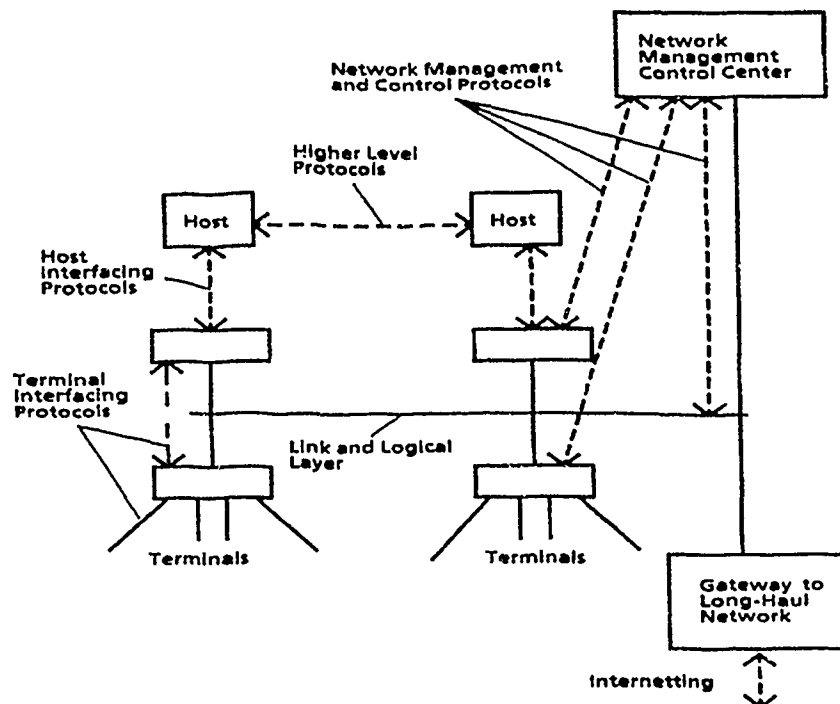 Network
Management
Control Center
Network Management
and Control Protocols
Higher Level
Protocols
Host
Host
Host
Interfacing
Protocols
Terminal
Interfacing
Protocols
Link and Logical
Layer
Terminals
Terminals
Gateway to
Long-Haul
Network
Internetting